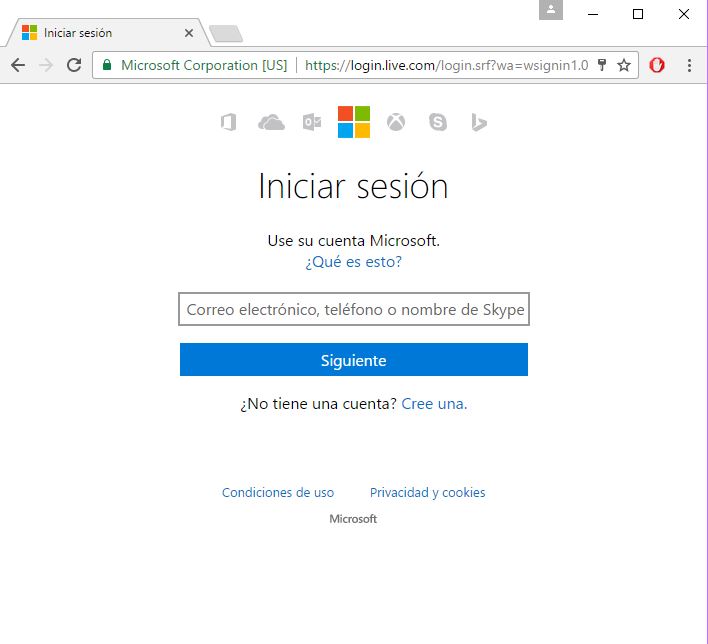 Iniciar sesión
Microsoft Corporation [US] https://login.live.com/login.srf?wa=wsignin1.0
Iniciar sesión
Use su cuenta Microsoft.
¿Qué es esto?
Correo electrónico, teléfono o nombre de Skype
Siguiente
¿No tiene una cuenta? Cree una.
Condiciones de uso Privacidad y cookies
Microsoft